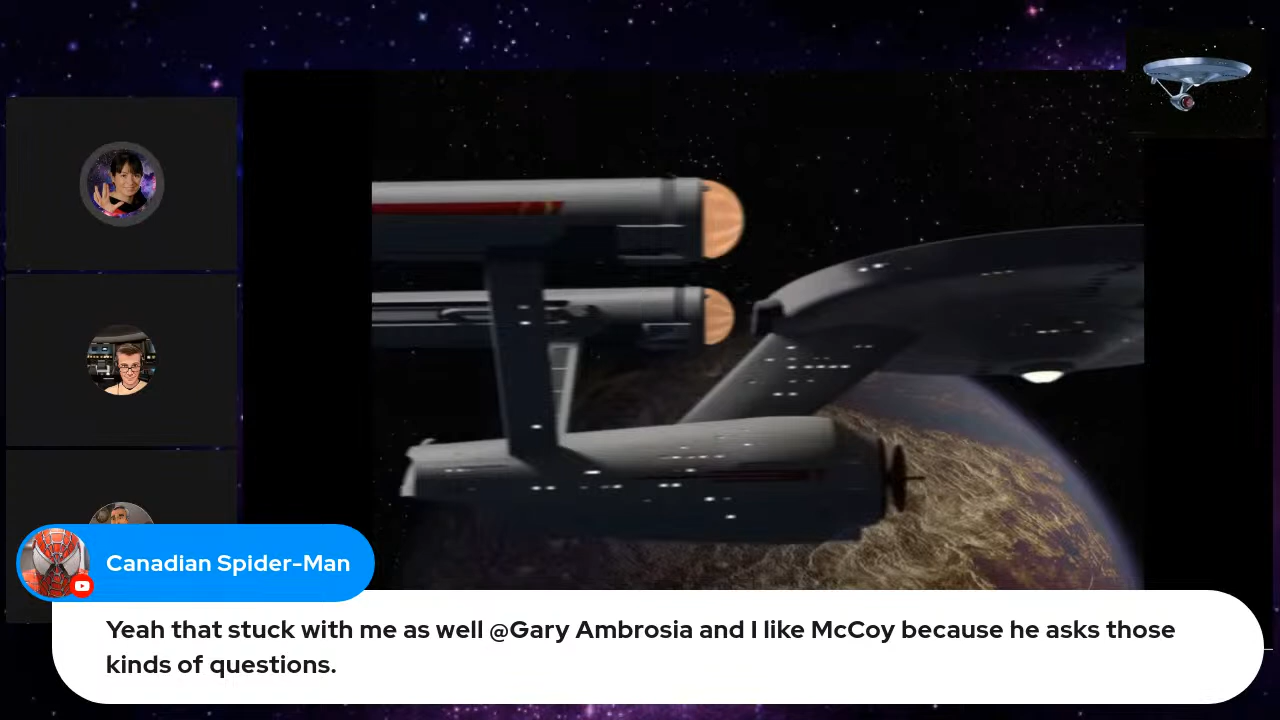 Canadian Spider-Man
Yeah that stuck with me as well @Gary Ambrosia and I like McCoy because he asks those
kinds of questions.